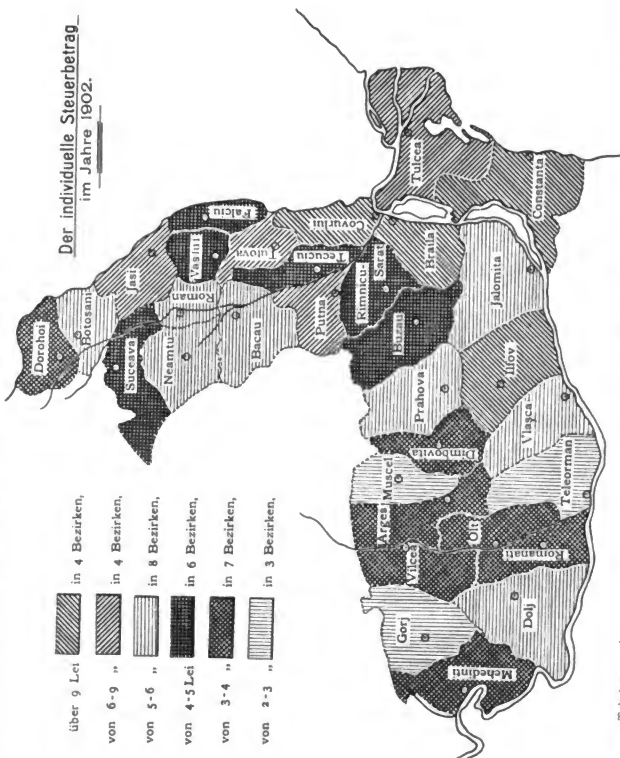 Der individuelle Steuerbetrag
im Jahre 1902.
über 9 Lei in 4 Bezirken,
von 6-9 „ in 4 Bezirken,
von 5-6 „ in 8 Bezirken,
von 4-5 Lei in 6 Bezirken,
von 3-4 „ in 7 Bezirken,
von 2-3 „ in 3 Bezirken,
Dorohoi
Botosani
Suceava
Jasi
Neamtu
Roman
Vaslui
Falciu
Bacau
Tutova
Covurlui
Tecuciu
Putna
Rimnicu-
Sarat
Braila
Tulcea
Constanta
Buzau
Jalomita
Prahova
Ilfov
Dimbovita
Vlasca
Muscel
Teleorman
Arges
Olt
Vilcea
Romanati
Gorj
Dolj
Mehedinti